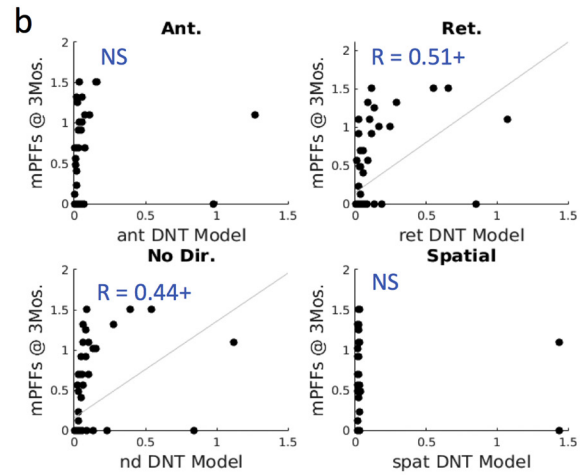 b
Ant.
NS
mPFFs @ 3Mos.
2
1.5
1
0.5
0
0 0.5 1 1.5
ant DNT Model
Ret.
R = 0.51+
mPFFs @ 3Mos.
2
1.5
1
0.5
0
0 0.5 1 1.5
ret DNT Model
No Dir.
R = 0.44+
mPFFs @ 3Mos.
2
1.5
1
0.5
0
0 0.5 1 1.5
nd DNT Model
Spatial
NS
mPFFs @ 3Mos.
2
1.5
1
0.5
0
0 0.5 1 1.5
spat DNT Model